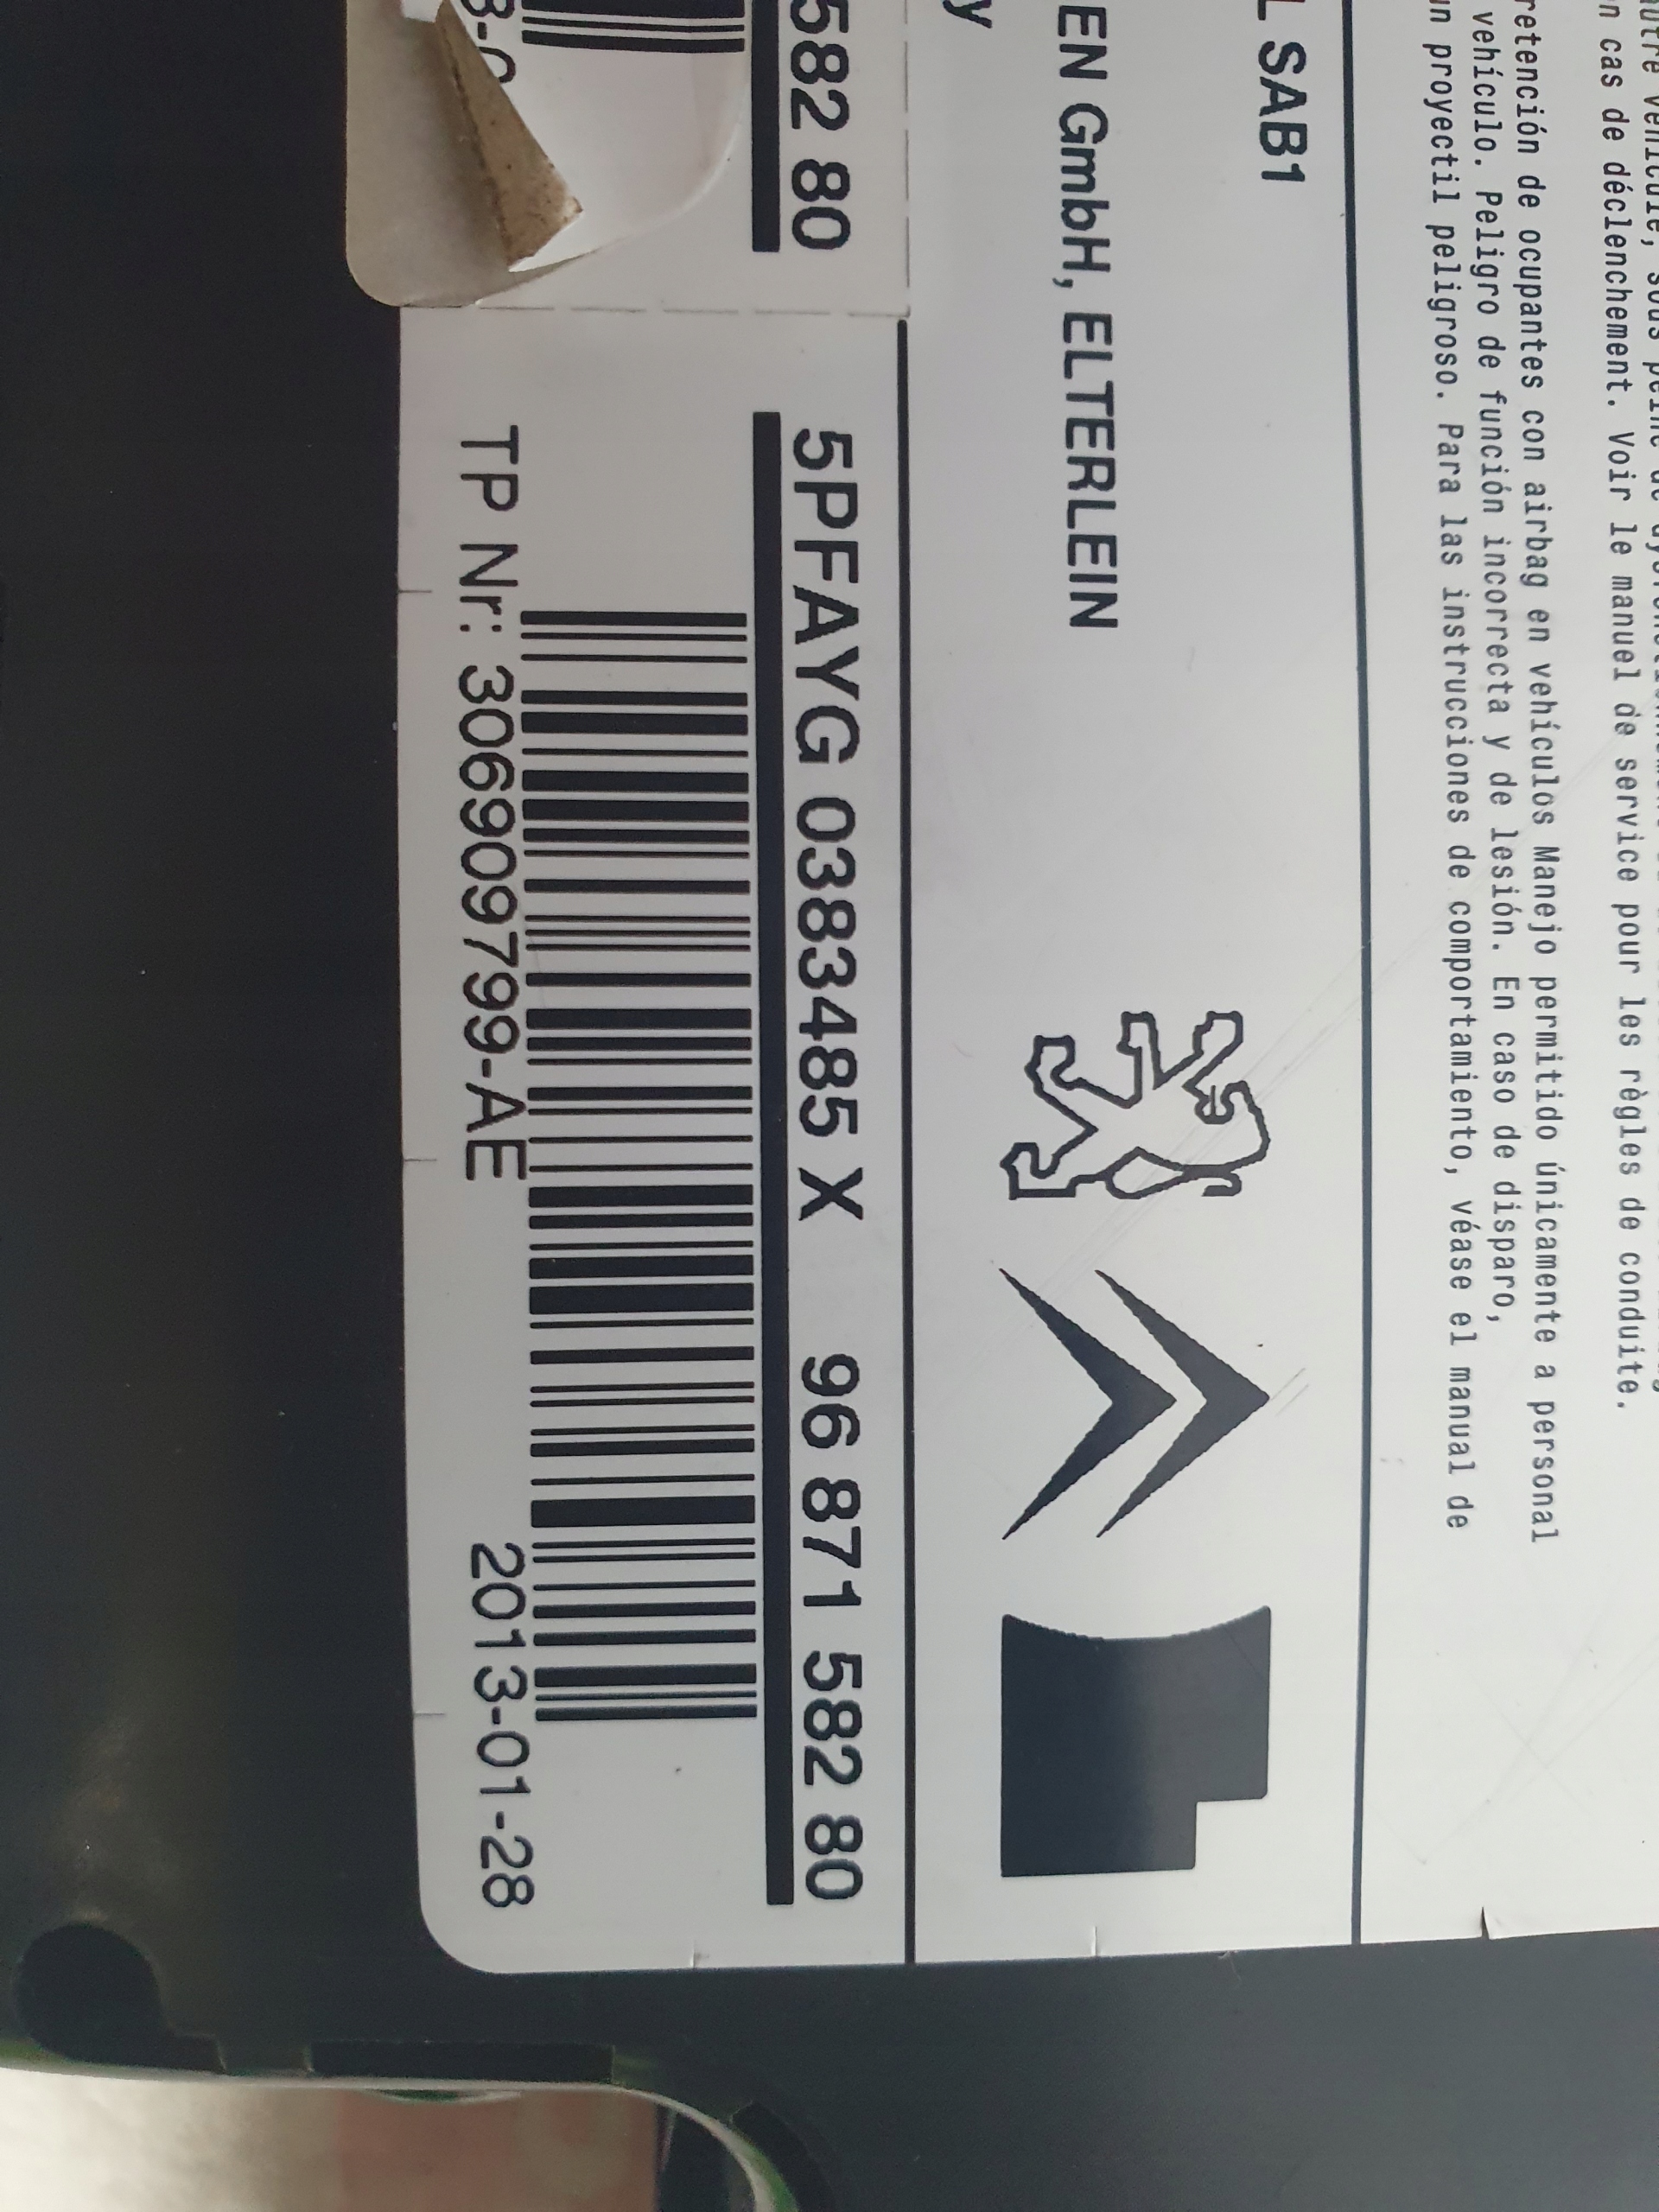 cas de déclenchement. Voir le manuel de service pour les règles de conduite.
retención de ocupantes con airbag en vehículos Manejo permitido únicamente a personal
vehículo. Peligro de función incorrecta y de lesión. En caso de disparo,
un proyectil peligroso. Para las instrucciones de comportamiento, véase el manual de
SAB1
EN GmbH, ELTERLEIN
y
582 80
5PFAYG 0383485 X 96 871 582 80
TP Nr: 30690979​9-AE 2013-01-28